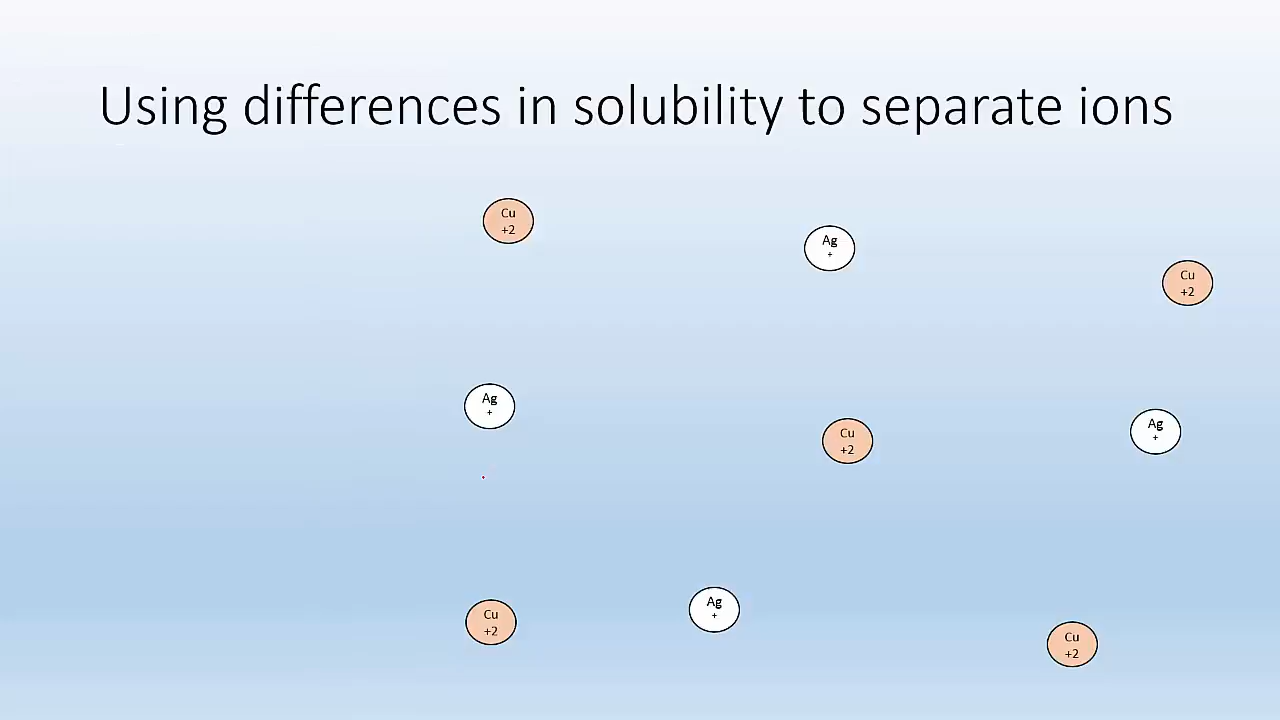 Using differences in solubility to separate ions
Cu
+2
Ag
+
Cu
+2
Ag
+
Cu
+2
Ag
+
Cu
+2
Ag
+
Cu
+2